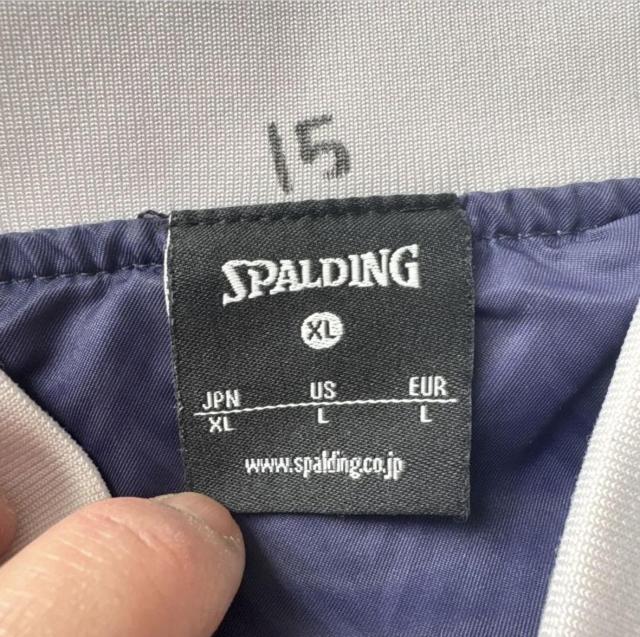 15
SPALDING
XL
JPN US EUR
XL L L
www.spalding.co.jp